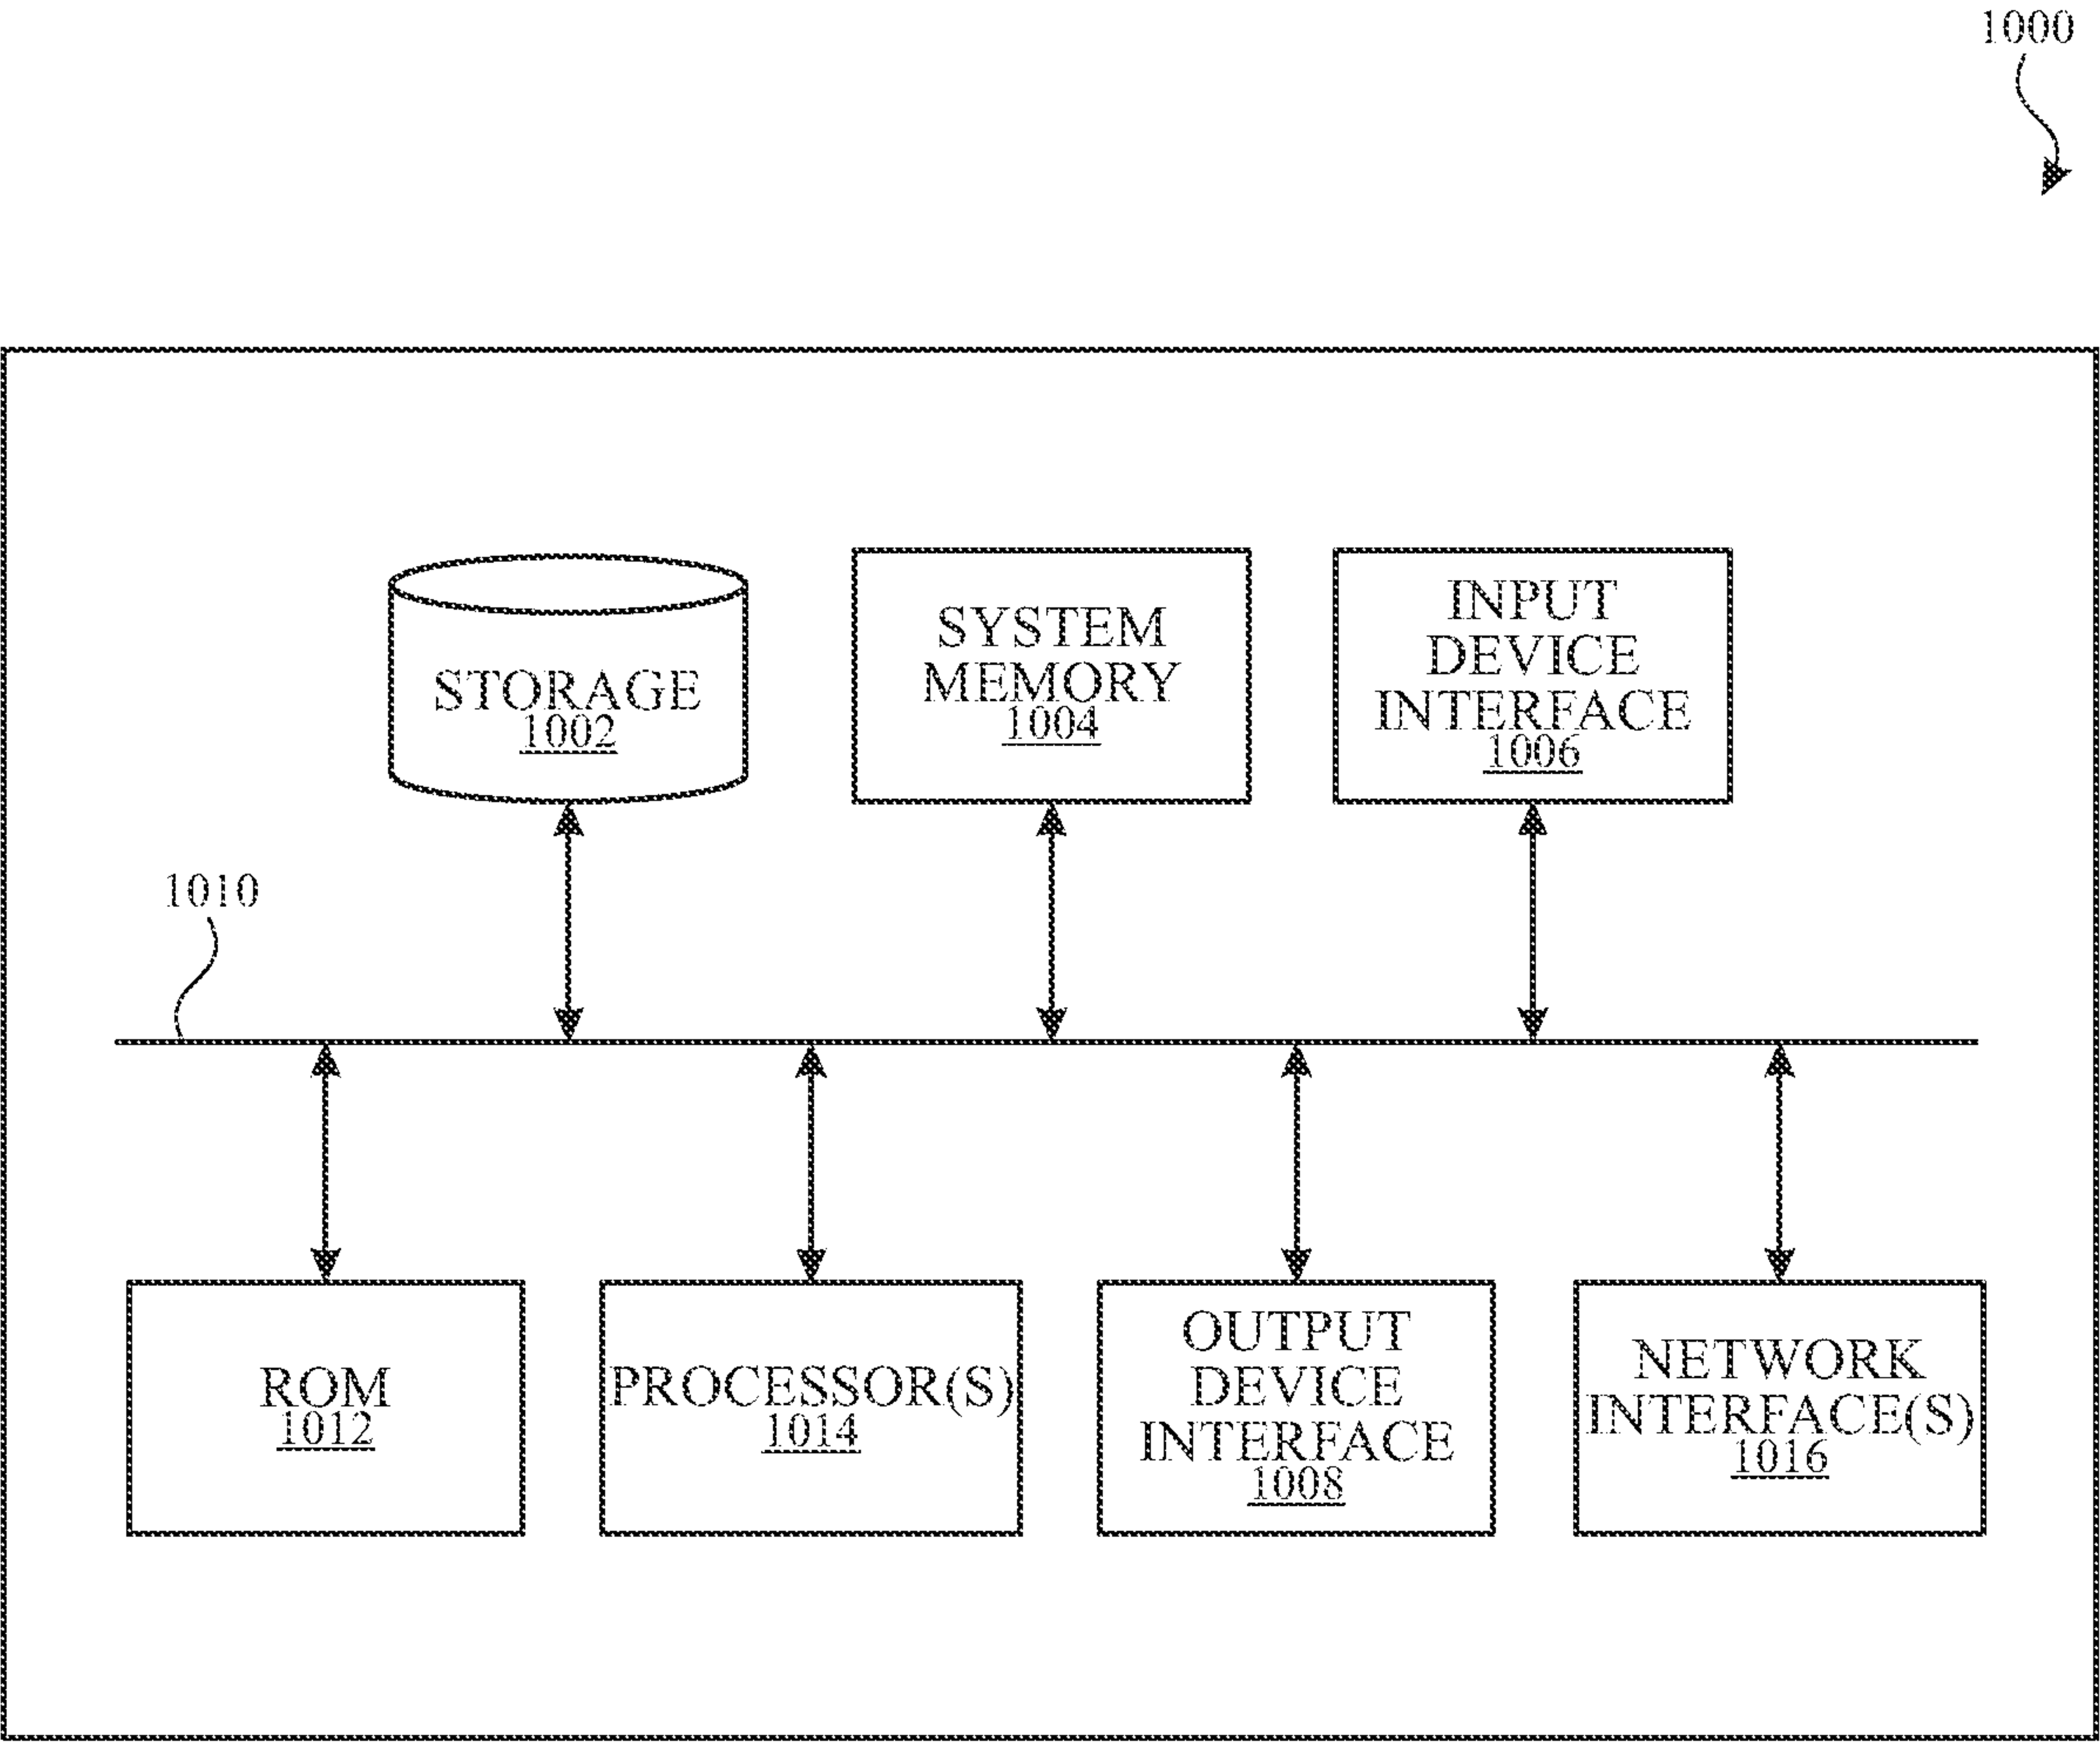 1000
STORAGE
1002
SYSTEM
MEMORY
1004
INPUT
DEVICE
INTERFACE
1006
1010
ROM
1012
PROCESSOR(S)
1014
OUTPUT
DEVICE
INTERFACE
1008
NETWORK
INTERFACE(S)
1016